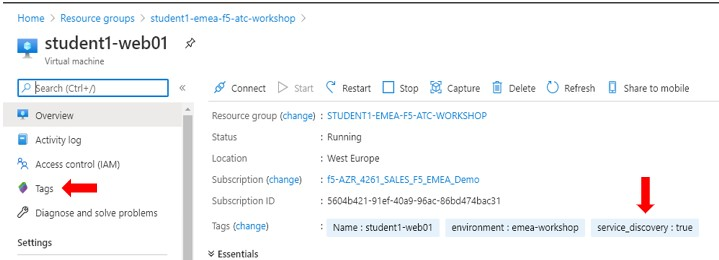 Home > Resource groups > student1-emea-f5-atc-workshop >
student1-web01
Virtual machine
Search (Ctrl+/)
«
Connect Start Restart Stop Capture Delete Refresh Share to mobile
Overview
Activity log
Access control (IAM)
Tags
Diagnose and solve problems
Settings
Resource group (change) : STUDENT1-EMEA-F5-ATC-WORKSHOP
Status : Running
Location : West Europe
Subscription (change) : f5-AZR_4261_SALES_F5_EMEA_Demo
Subscription ID : 5604b421-91ef-40a9-96ac-86bd474bac31
Tags (change) : Name : student1-web01 environment : emea-workshop service_discovery : true
Essentials